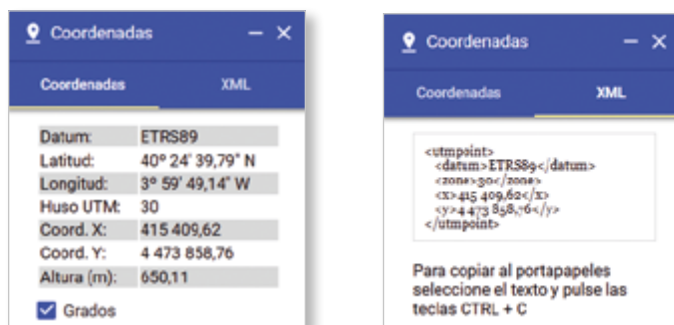 Coordenadas
Coordenadas XML
Datum: ETRS89
Latitud: 40º 24' 39,79" N
Longitud: 3º 59' 49,14" W
Huso UTM: 30
Coord. X: 415 409,62
Coord. Y: 4 473 858,76
Altura (m): 650,11
Grados
Coordenadas
Coordenadas XML
<utmpoint>
<datum>ETRS89</datum>
<zone>30</zone>
<x>415 409,62</x>
<y>4 473 858,76</y>
</utmpoint>
Para copiar al portapapeles
seleccione el texto y pulse las
teclas CTRL + C